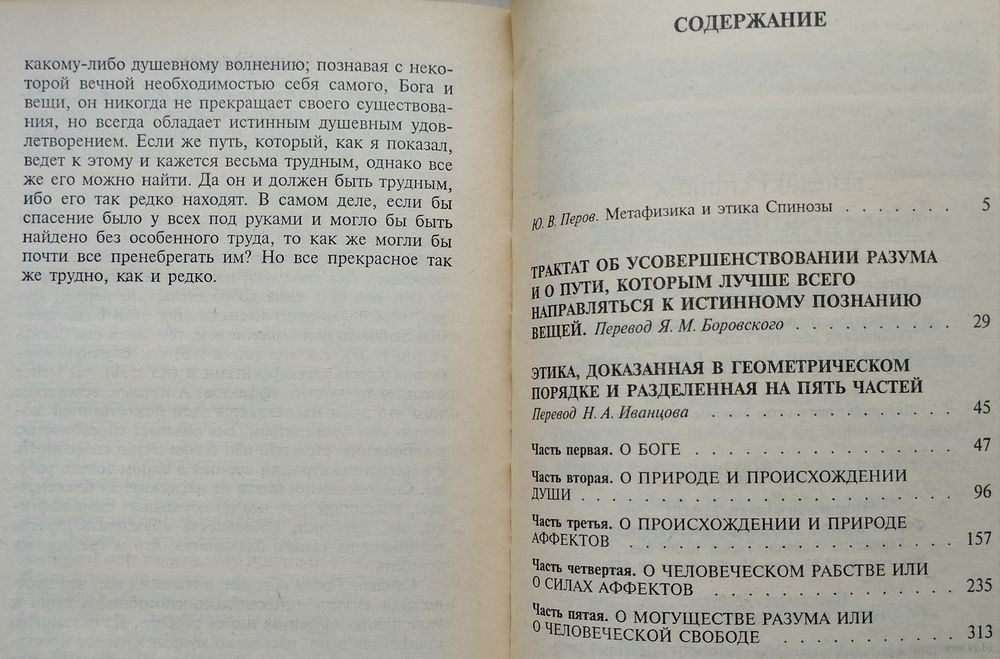 какому-либо душевному волнению; познавая с неко-
торой вечной необходимостью себя самого, Бога и
вещи, он никогда не прекращает своего существова-
ния, но всегда обладает истинным душевным удов-
летворением. Если же путь, который, как я показал,
ведет к этому и кажется весьма трудным, однако все
же его можно найти. Да он и должен быть трудным,
ибо его так редко находят. В самом деле, если бы
спасение было у всех под руками и могло бы быть
найдено без особенного труда, то как же могли бы
почти все пренебрегать им? Но все прекрасное так
же трудно, как и редко.
СОДЕРЖАНИЕ
Ю. В. Перов. Метафизика и этика Спинозы . . . . . . . 5
ТРАКТАТ ОБ УСОВЕРШЕНСТВОВАНИИ РАЗУМА
И О ПУТИ, КОТОРЫМ ЛУЧШЕ ВСЕГО
НАПРАВЛЯТЬСЯ К ИСТИННОМУ ПОЗНАНИЮ
ВЕЩЕЙ. Перевод Я. М. Боровского . . . . . . . . . . 29
ЭТИКА, ДОКАЗАННАЯ В ГЕОМЕТРИЧЕСКОМ
ПОРЯДКЕ И РАЗДЕЛЕННАЯ НА ПЯТЬ ЧАСТЕЙ
Перевод Н. А. Иванцова . . . . . . . . . . . . . . . 45
Часть первая. О БОГЕ . . . . . . . . . . . . . . . . 47
Часть вторая. О ПРИРОДЕ И ПРОИСХОЖДЕНИИ
ДУШИ . . . . . . . . . . . . . . . . . . . . . . 96
Часть третья. О ПРОИСХОЖДЕНИИ И ПРИРОДЕ
АФФЕКТОВ . . . . . . . . . . . . . . . . . . . 157
Часть четвертая. О ЧЕЛОВЕЧЕСКОМ РАБСТВЕ ИЛИ
О СИЛАХ АФФЕКТОВ . . . . . . . . . . . . . . 235
Часть пятая. О МОГУЩЕСТВЕ РАЗУМА ИЛИ
О ЧЕЛОВЕЧЕСКОЙ СВОБОДЕ . . . . . . . . . . . 313
www.ay.by